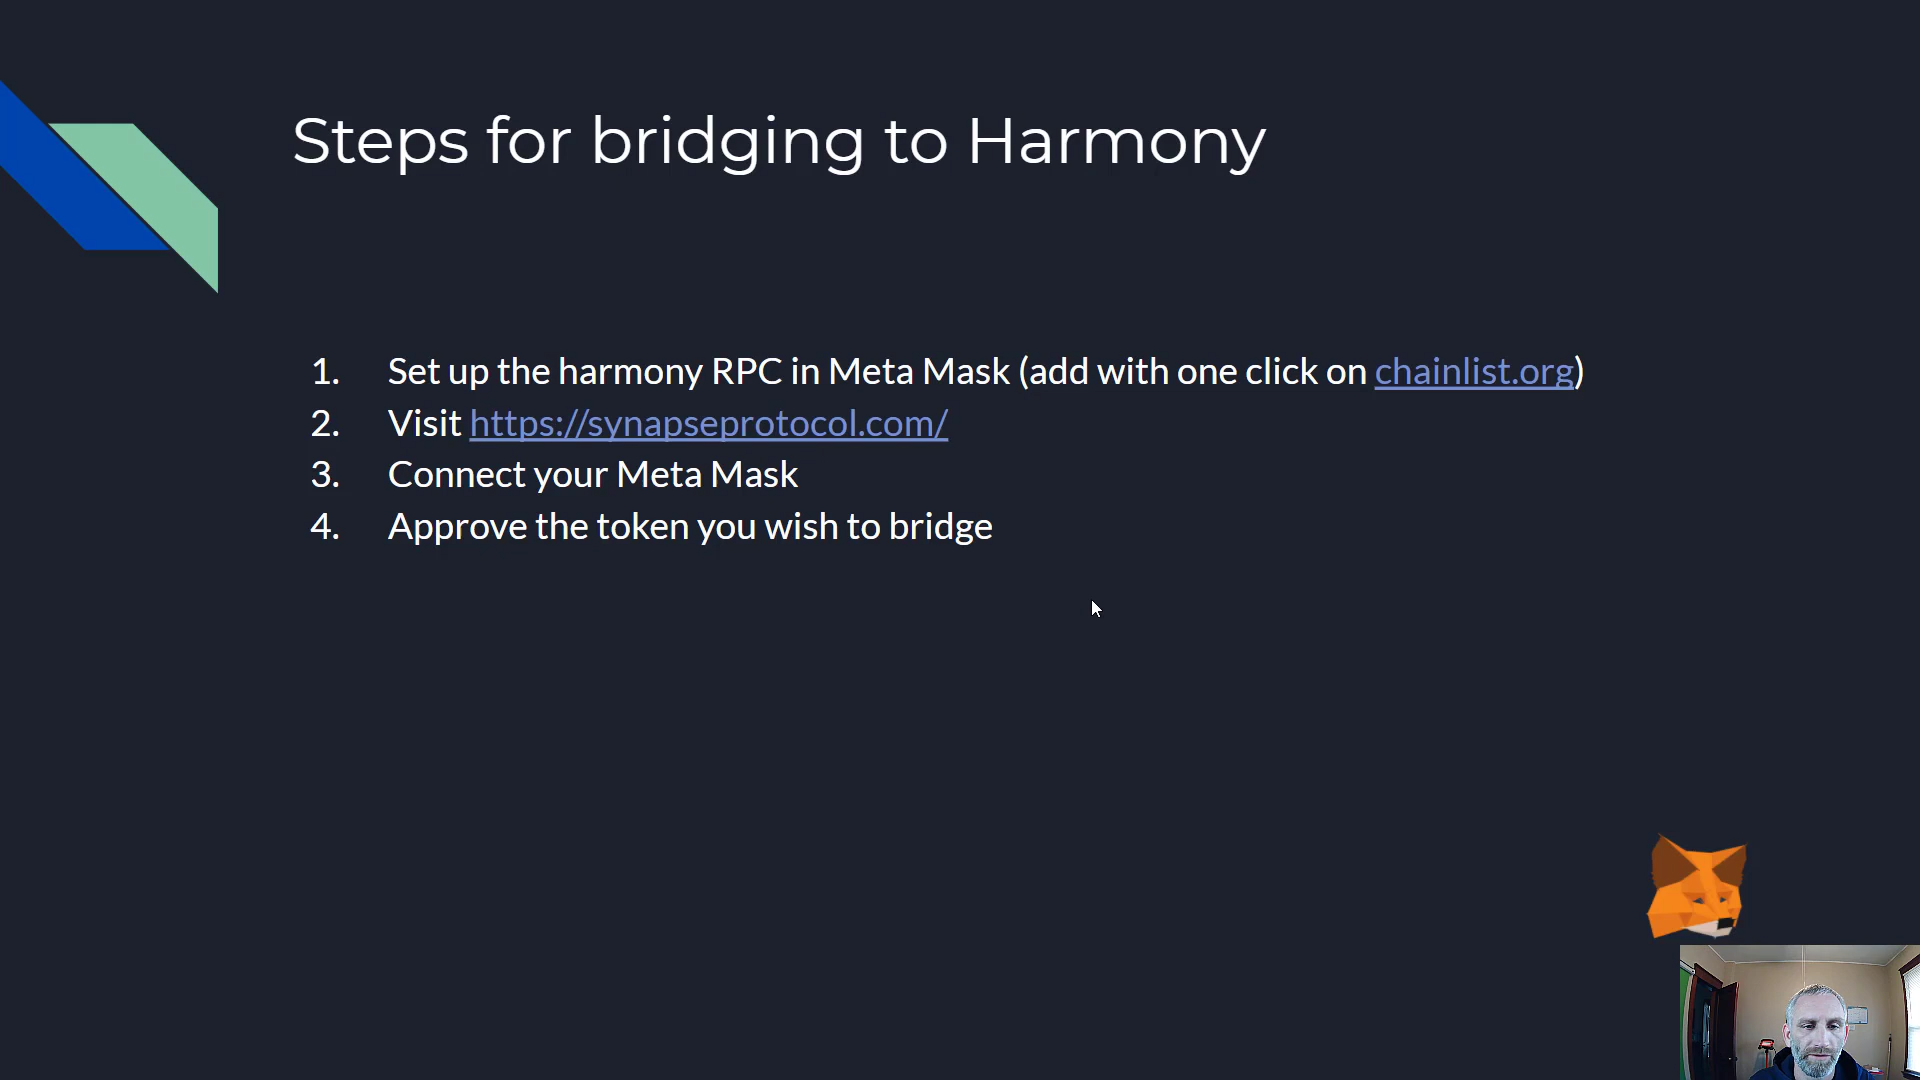 Steps for bridging to Harmony
1. Set up the harmony RPC in Meta Mask (add with one click on chainlist.org)
2. Visit https://synapseprotocol.com/
3. Connect your Meta Mask
4. Approve the token you wish to bridge